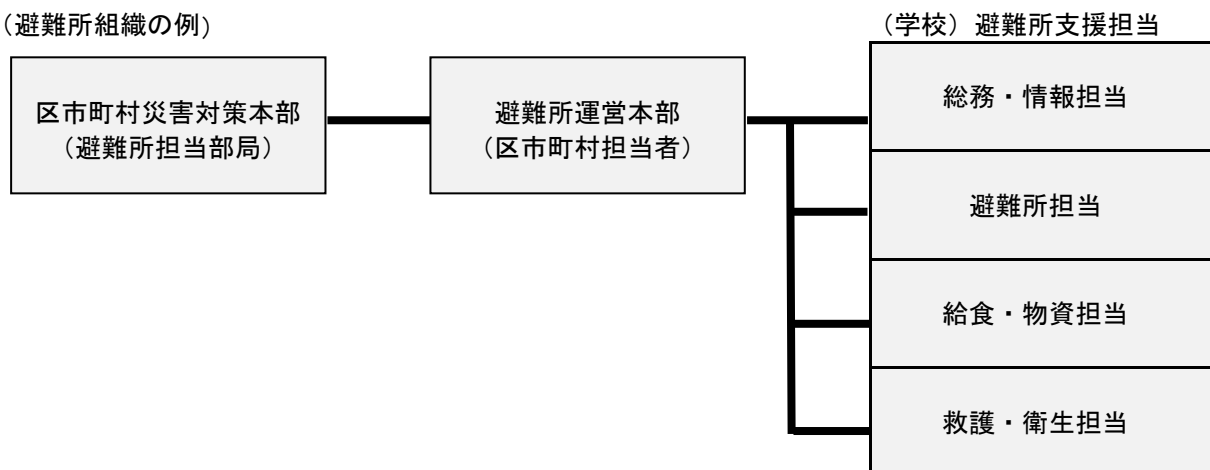 （避難所組織の例)
（学校）避難所支援担当
区市町村災害対策本部
（避難所担当部局）
避難所運営本部
（区市町村担当者）
総務・情報担当
避難所担当
給食・物資担当
救護・衛生担当